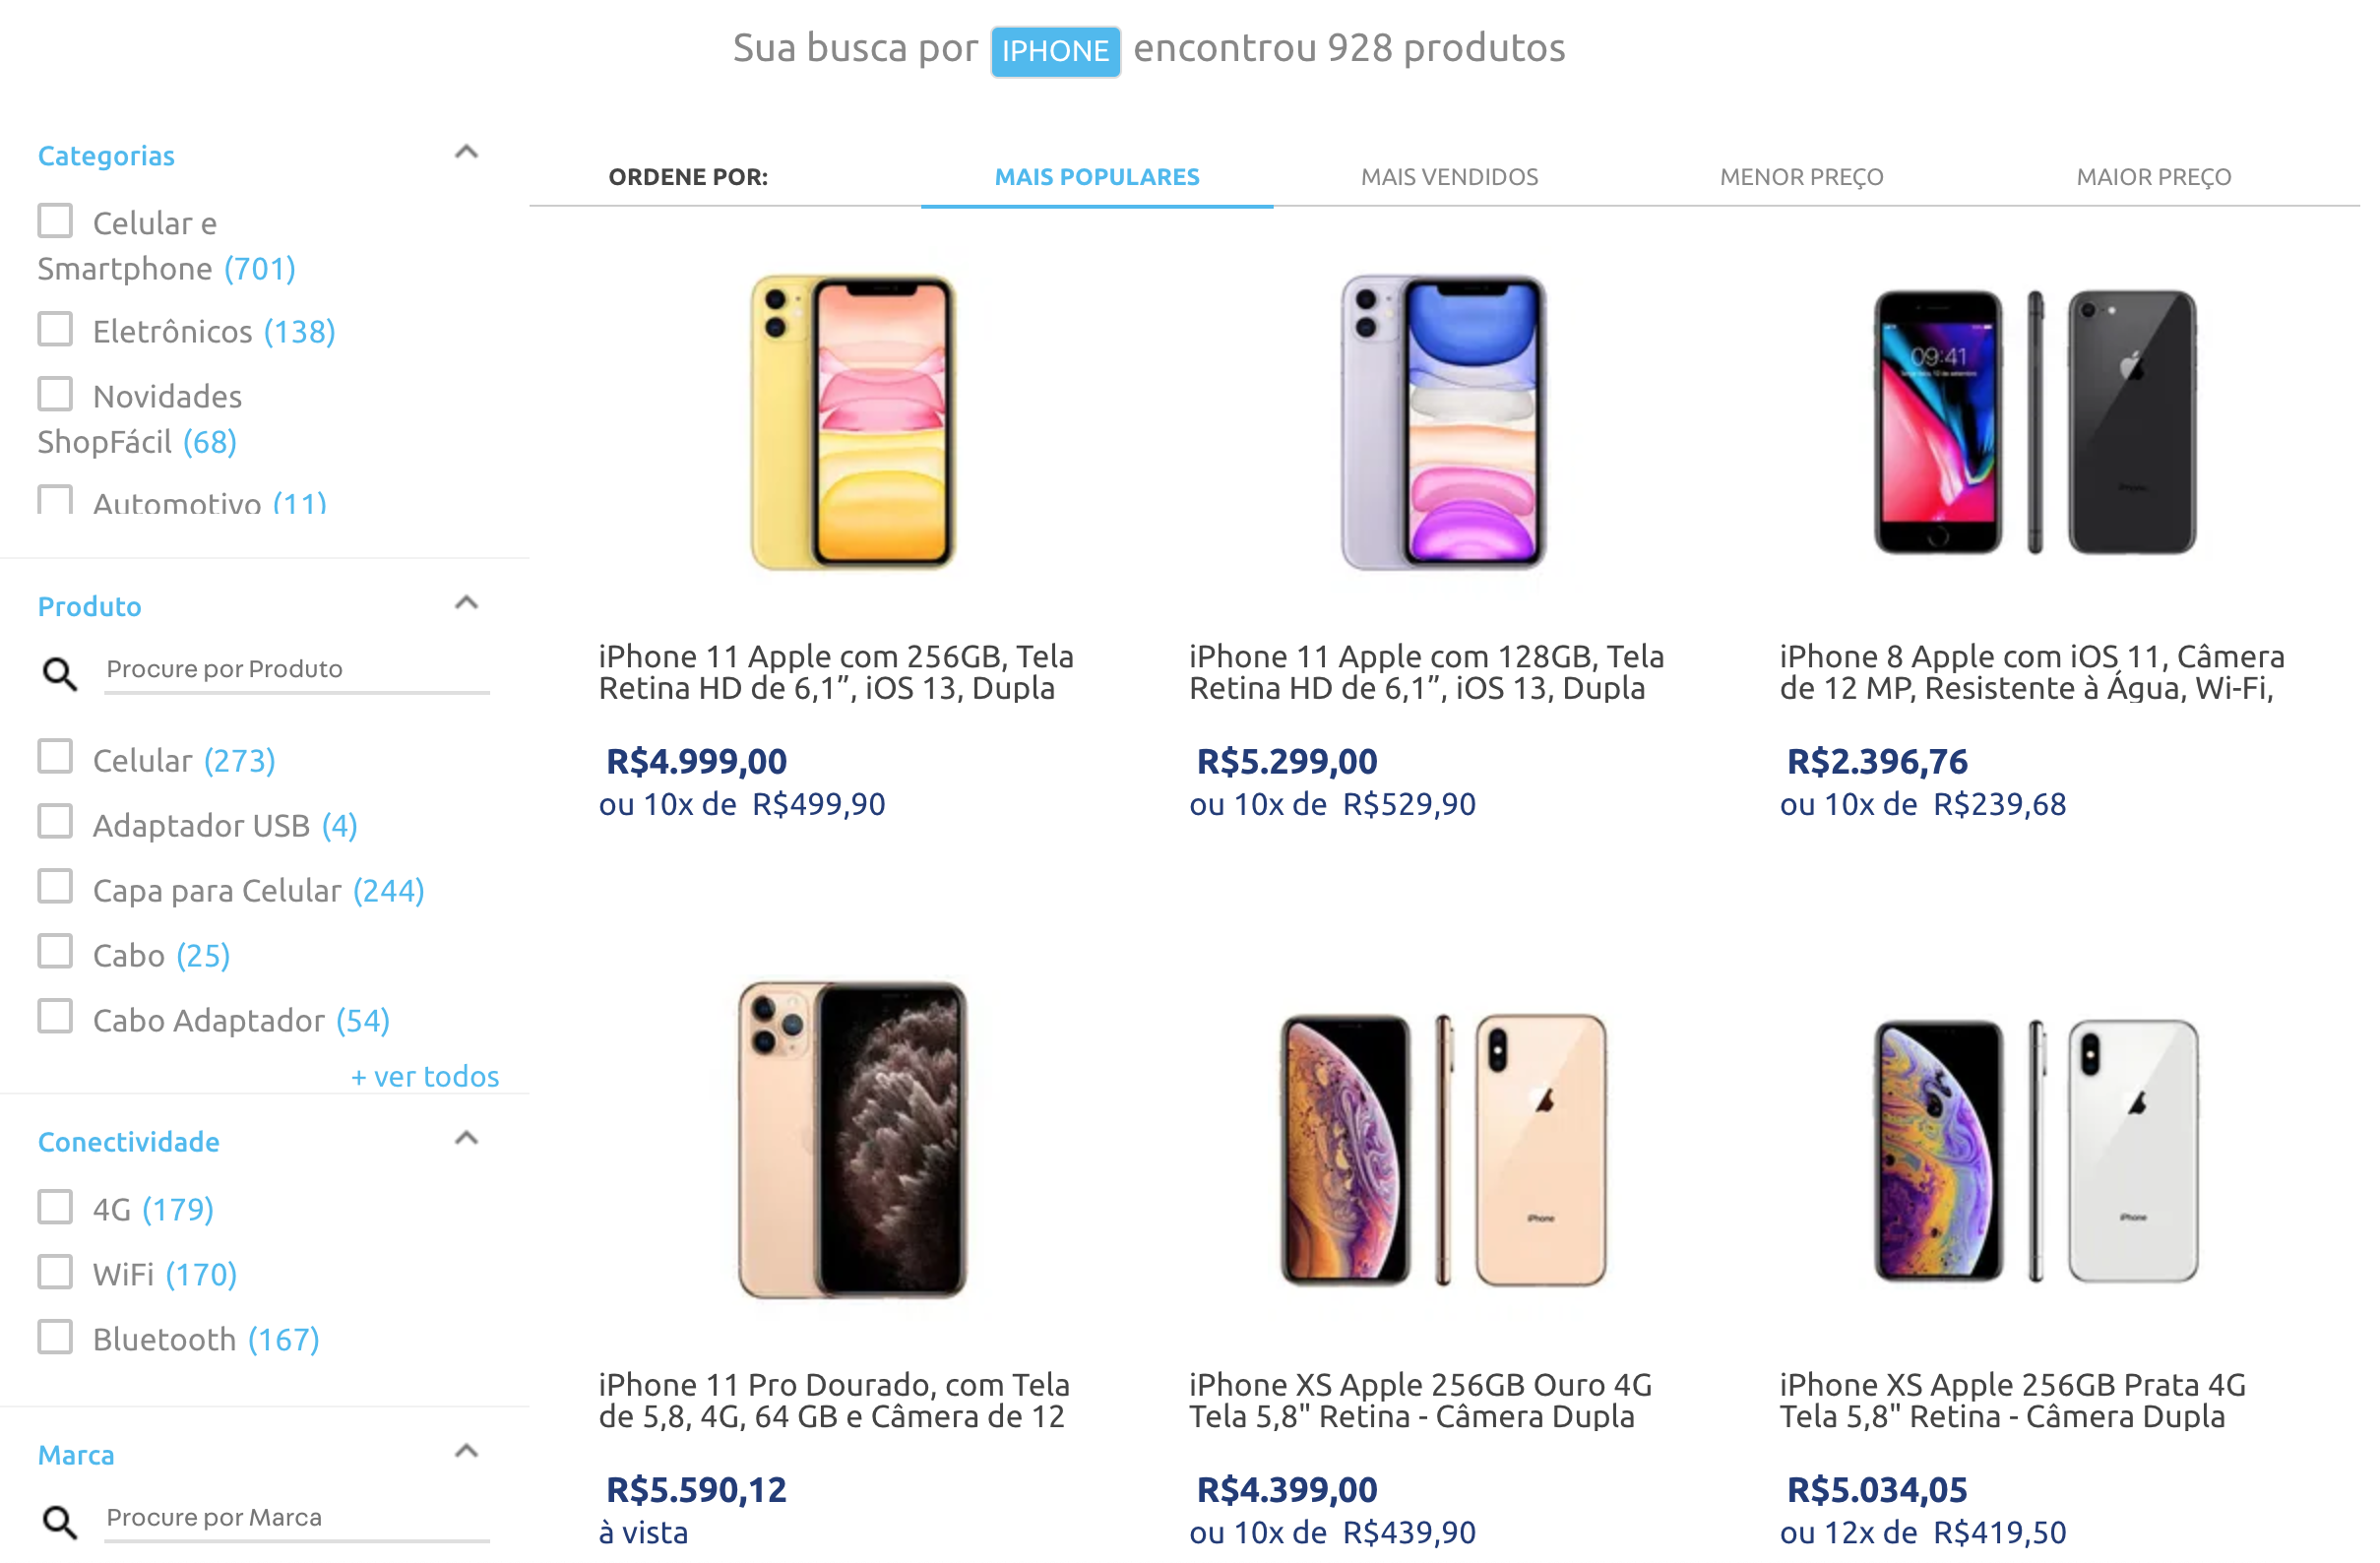 Sua busca por IPHONE encontrou 928 produtos
Categorias
Celular e
Smartphone (701)
Eletrônicos (138)
Novidades
ShopFácil (68)
Automotivo (11)
Produto
Procure por Produto
Celular (273)
Adaptador USB (4)
Capa para Celular (244)
Cabo (25)
Cabo Adaptador (54)
+ ver todos
Conectividade
4G (179)
WiFi (170)
Bluetooth (167)
Marca
Procure por Marca
ORDENE POR: MAIS POPULARES MAIS VENDIDOS MENOR PREÇO MAIOR PREÇO
iPhone 11 Apple com 256GB, Tela
Retina HD de 6,1”, iOS 13, Dupla
R$4.999,00
ou 10x de R$499,90
iPhone 11 Apple com 128GB, Tela
Retina HD de 6,1”, iOS 13, Dupla
R$5.299,00
ou 10x de R$529,90
09:41
iPhone 8 Apple com iOS 11, Câmera
de 12 MP, Resistente à Água, Wi-Fi,
R$2.396,76
ou 10x de R$239,68
iPhone 11 Pro Dourado, com Tela
de 5,8, 4G, 64 GB e Câmera de 12
R$5.590,12
à vista
iPhone
iPhone XS Apple 256GB Ouro 4G
Tela 5,8" Retina - Câmera Dupla
R$4.399,00
ou 10x de R$439,90
iPhone
iPhone XS Apple 256GB Prata 4G
Tela 5,8" Retina - Câmera Dupla
R$5.034,05
ou 12x de R$419,50